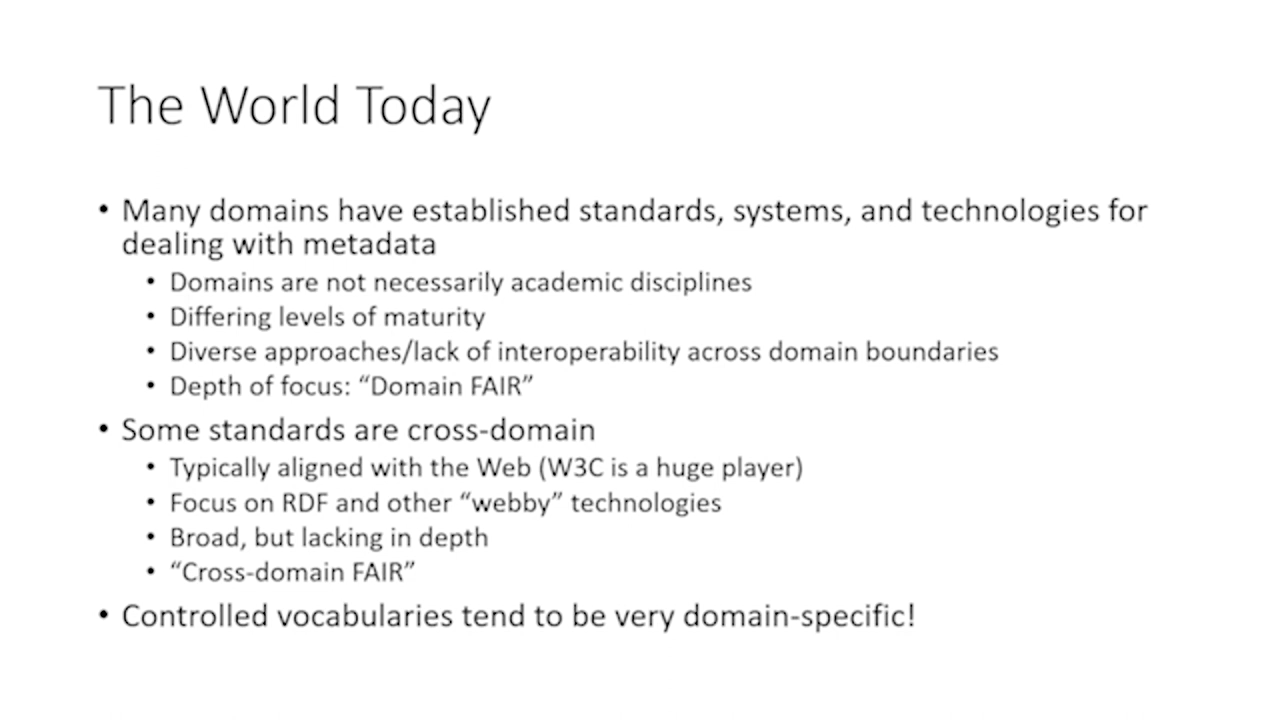 The World Today
• Many domains have established standards, systems, and technologies for
dealing with metadata
• Domains are not necessarily academic disciplines
• Differing levels of maturity
• Diverse approaches/lack of interoperability across domain boundaries
• Depth of focus: “Domain FAIR”
• Some standards are cross-domain
• Typically aligned with the Web (W3C is a huge player)
• Focus on RDF and other “webby” technologies
• Broad, but lacking in depth
• “Cross-domain FAIR”
• Controlled vocabularies tend to be very domain-specific!